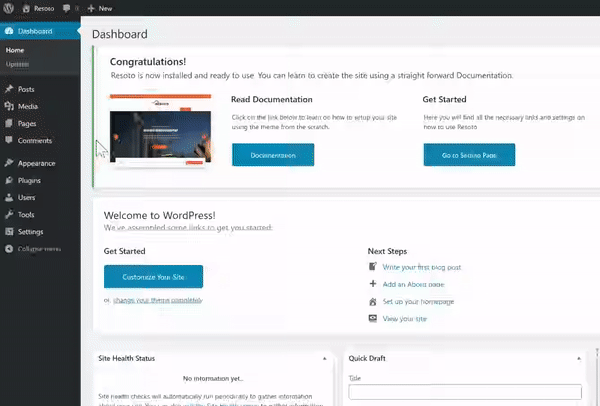 Resoto
0
New
Dashboard
Home
Updates
Posts
Media
Pages
Comments
Appearance
Plugins
Users
Tools
Settings
Collapse menu
Dashboard
Congratulations!
Resoto is now installed and ready to use. You can learn to create the site using a straight forward Documentation.
Read Documentation
Click on the link below to learn on how to setup your site
using the theme from the scratch.
Documentation
Get Started
Here you will find all the necessary links and settings on
how to use Resoto
Go to Setting Page
Welcome to WordPress!
We've assembled some links to get you started:
Get Started
Customize Your Site
or, change your theme completely
Next Steps
Write your first blog post
Add an About page
Set up your homepage
View your site
Site Health Status
No information yet...
Site health checks will automatically run periodically to gather information
Quick Draft
Title